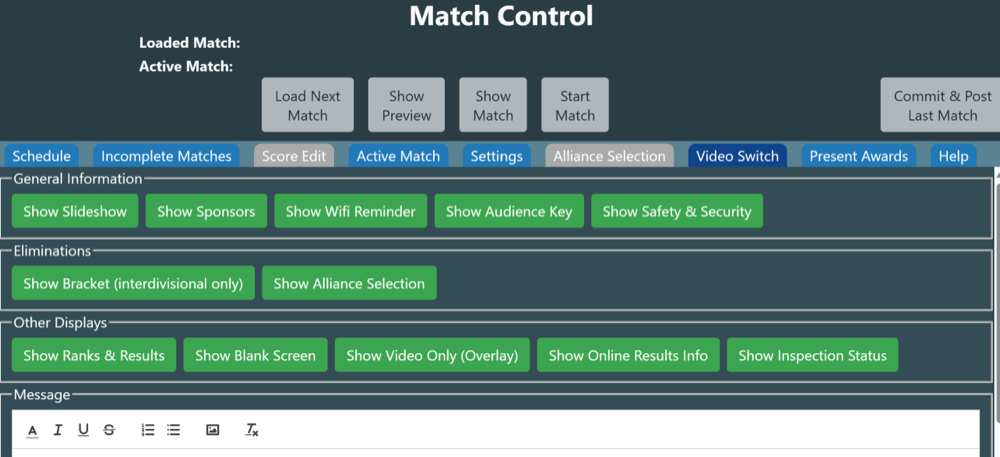 Match Control
Loaded Match:
Active Match:
Load Next
Match
Show
Preview
Show
Match
Start
Match
Commit & Post
Last Match
Schedule
Incomplete Matches
Score Edit
Active Match
Settings
Alliance Selection
Video Switch
Present Awards
Help
General Information
Show Slideshow
Show Sponsors
Show Wifi Reminder
Show Audience Key
Show Safety & Security
Eliminations
Show Bracket (interdivisional only)
Show Alliance Selection
Other Displays
Show Ranks & Results
Show Blank Screen
Show Video Only (Overlay)
Show Online Results Info
Show Inspection Status
Message